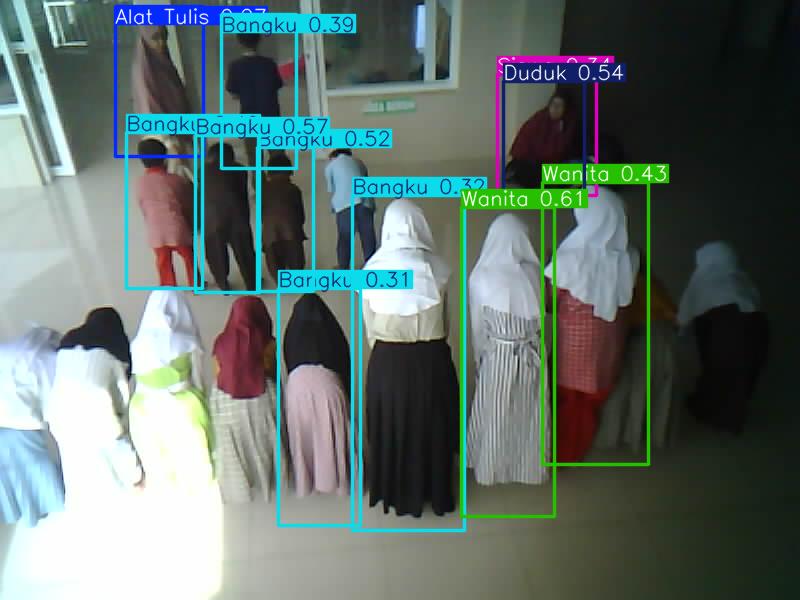 Alat Tulis
Bangku 0.39
Duduk 0.54
Bangku
Bangku 0.57
Bangku 0.52
Wanita 0.43
Bangku 0.32
Wanita 0.61
Bangku 0.31